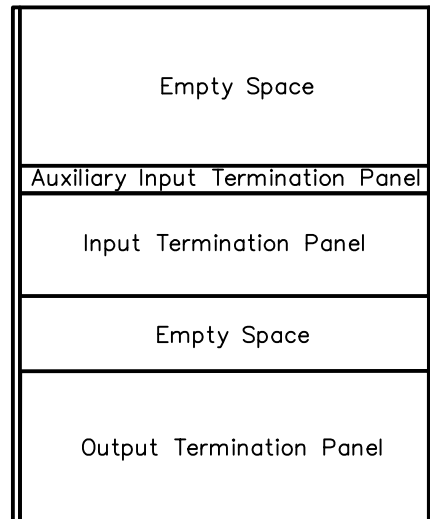 Empty Space
Auxiliary Input Termination Panel
Input Termination Panel
Empty Space
Output Termination Panel